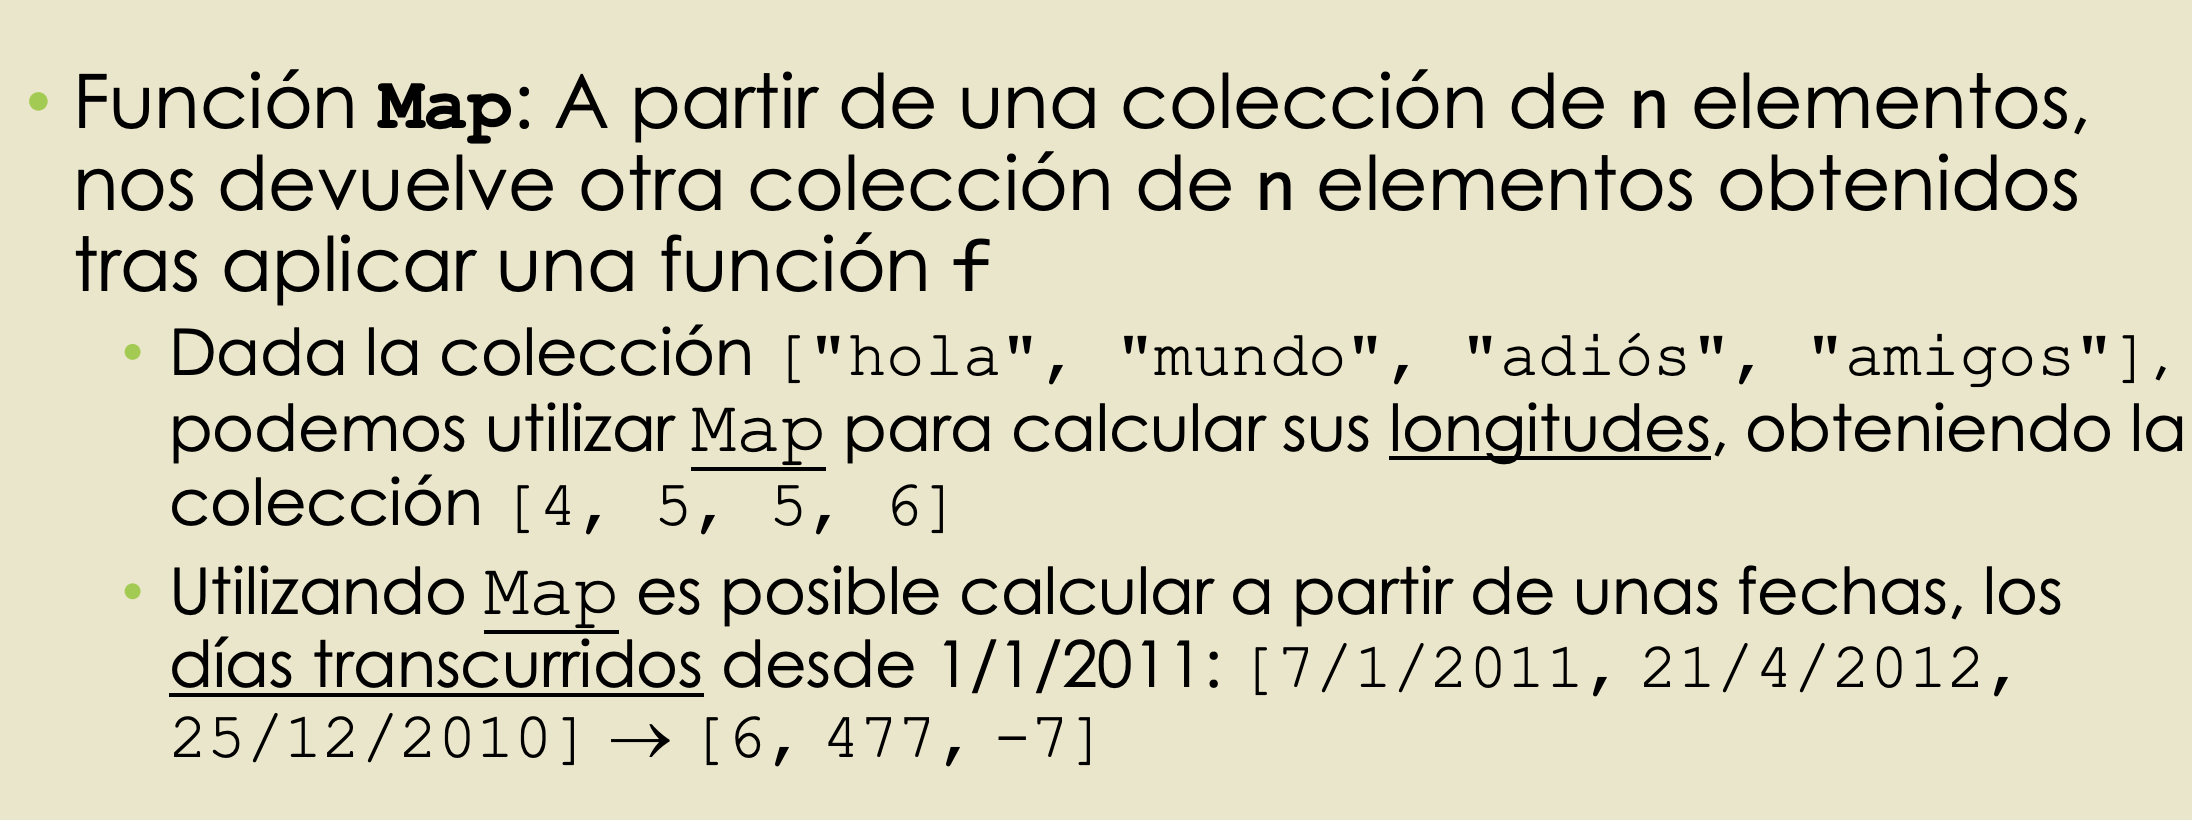 • Función Map: A partir de una colección de n elementos,
nos devuelve otra colección de n elementos obtenidos
tras aplicar una función f
• Dada la colección ["hola", "mundo", "adiós", "amigos"],
podemos utilizar Map para calcular sus longitudes, obteniendo la
colección [4, 5, 5, 6]
• Utilizando Map es posible calcular a partir de unas fechas, los
días transcurridos desde 1/1/2011: [7/1/2011, 21/4/2012,
25/12/2010] → [6, 477, -7]